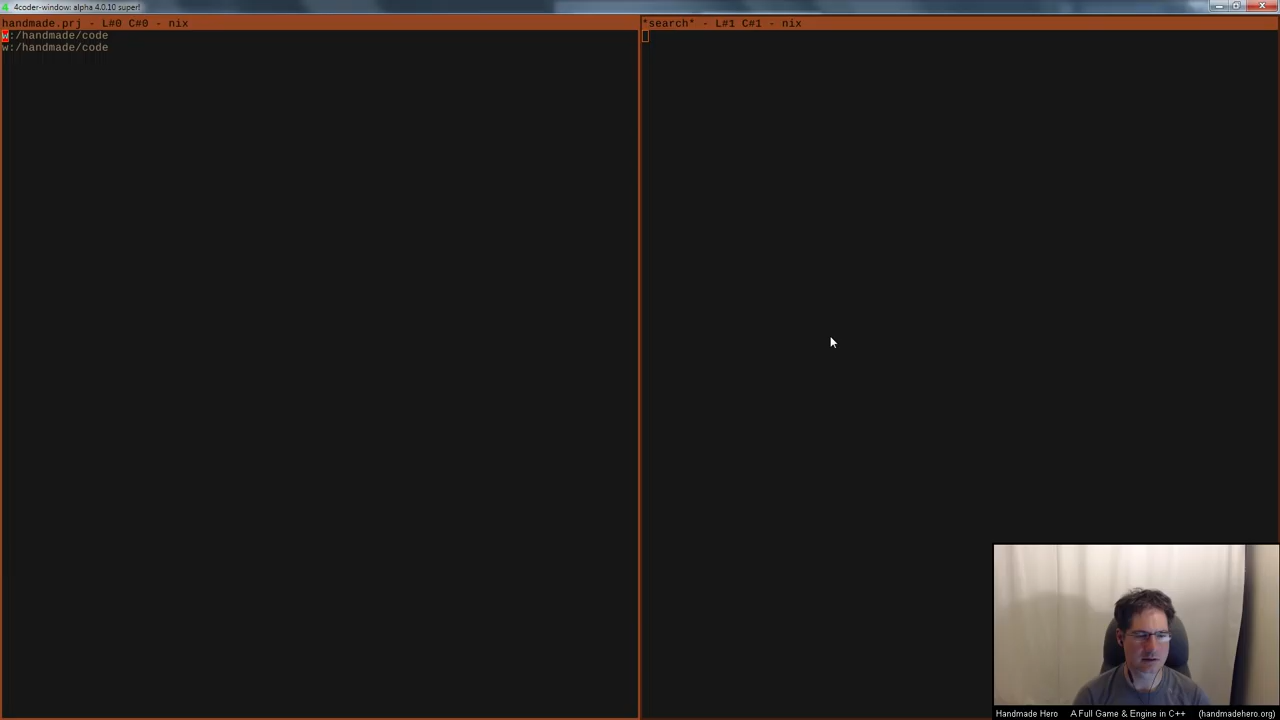 4coder-window: alpha 4.0.10 super!
handmade.prj - L#0 C#0 - nix
w:/handmade/code
w:/handmade/code
*search* - L#1 C#1 - nix
Handmade Hero A Full Game & Engine in C++ (handmadehero.org)